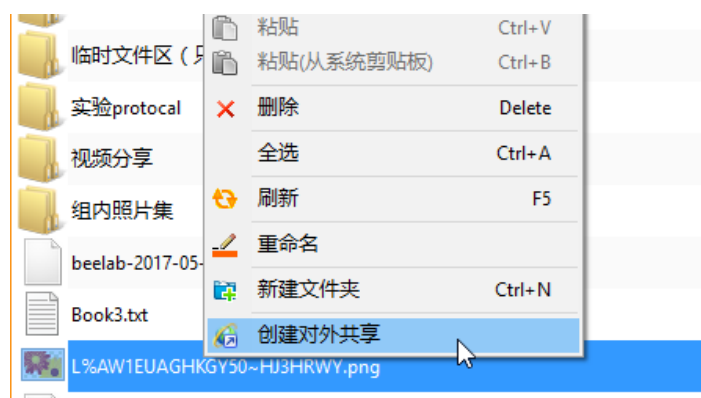 粘贴 Ctrl+V
临时文件区（
粘贴(从系统剪贴板) Ctrl+B
实验protocal
删除 Delete
视频分享
全选 Ctrl+A
组内照片集
刷新 F5
重命名
beelab-2017-05-
新建文件夹 Ctrl+N
Book3.txt
创建对外共享
L%AW1EUAGHKGY50~HJ3HRWY.png